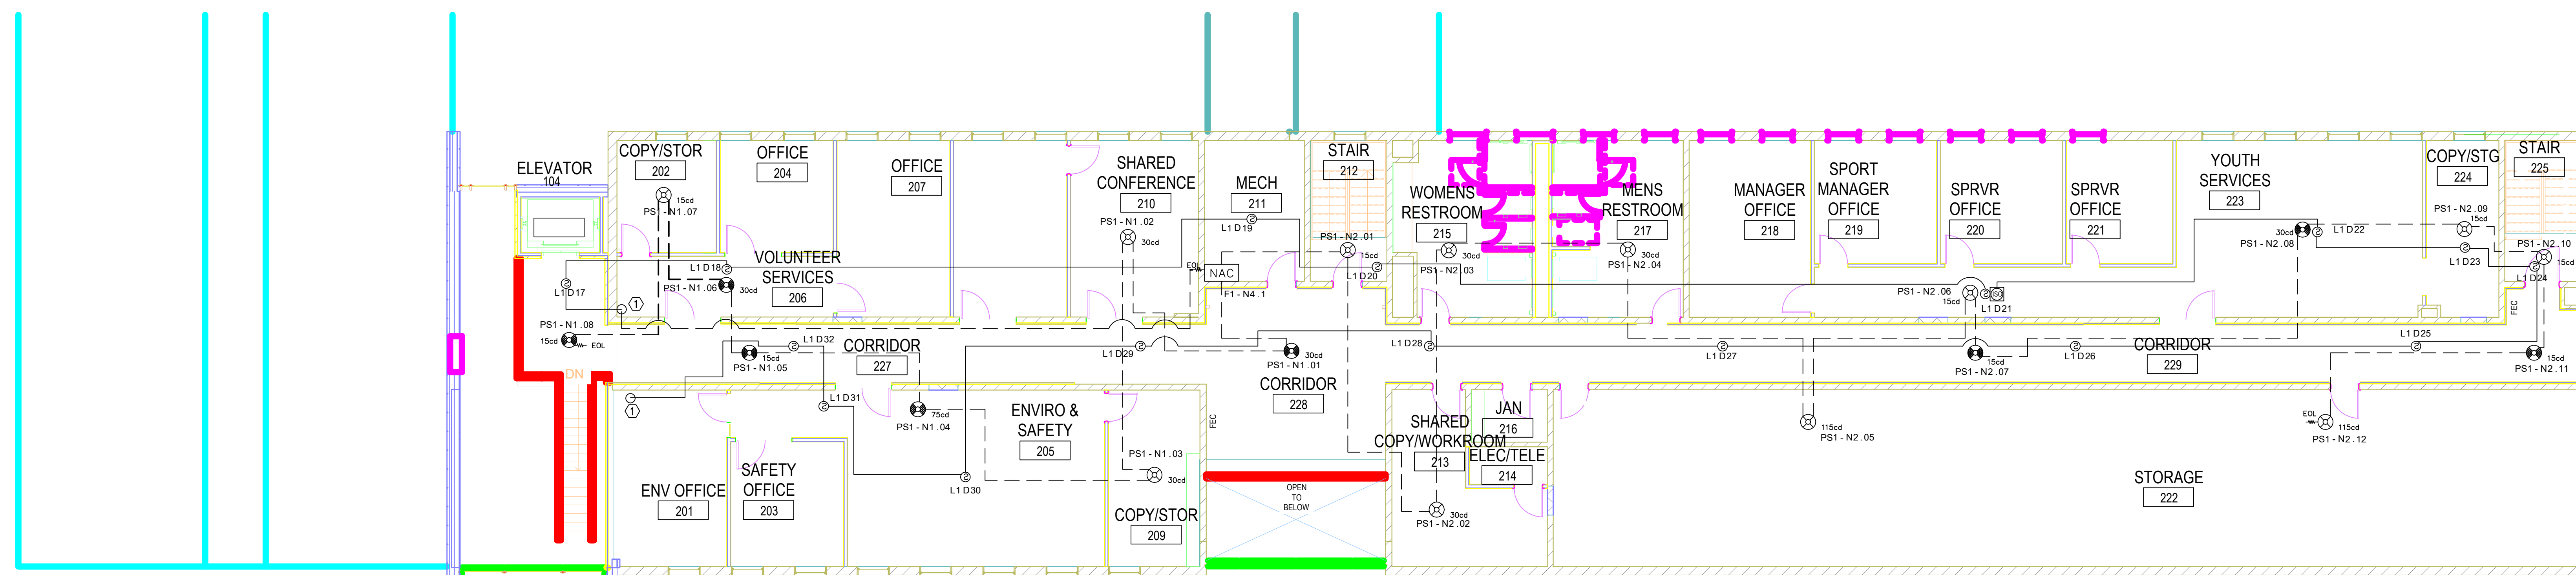 ELEVATOR
104
COPY/STOR
202
15cd
PS1 - N1 .07
OFFICE
204
OFFICE
207
SHARED
CONFERENCE
210
PS1 - N1 .02
30cd
MECH
211
L1 D19
STAIR
212
PS1 - N2 .01
15cd
L1 D20
WOMENS
RESTROOM
215
30cd
PS1 - N2 .03
MENS
RESTROOM
217
30cd
PS1 - N2 .04
MANAGER
OFFICE
218
SPORT
MANAGER
OFFICE
219
SPRVR
OFFICE
220
SPRVR
OFFICE
221
YOUTH
SERVICES
223
30cd
PS1 - N2 .08
L1 D22
COPY/STG
224
PS1 - N2 .09
15cd
L1 D23
STAIR
225
PS1 - N2 .10
15cd
L1 D24
L1 D17
1
L1 D18
PS1 - N1 .06
30cd
VOLUNTEER
SERVICES
206
EOL
NAC
F1 - N4 .1
PS1 - N2 .06
15cd
ISO
L1 D21
FEC
PS1 - N1 .08
15cd
EOL
DN
15cd
PS1 - N1 .05
L1 D32
CORRIDOR
227
L1 D29
30cd
PS1 - N1 .01
CORRIDOR
228
L1 D28
L1 D27
15cd
PS1 - N2 .07
L1 D26
CORRIDOR
229
L1 D25
15cd
PS1 - N2 .11
1
L1 D31
75cd
PS1 - N1 .04
ENVIRO &
SAFETY
205
FEC
SHARED
COPY/WORKROOM
213
JAN
216
ELEC/TELE
214
115cd
PS1 - N2 .05
EOL
115cd
PS1 - N2 .12
ENV OFFICE
201
SAFETY
OFFICE
203
L1 D30
PS1 - N1 .03
30cd
COPY/STOR
209
OPEN
TO
BELOW
30cd
PS1 - N2 .02
STORAGE
222